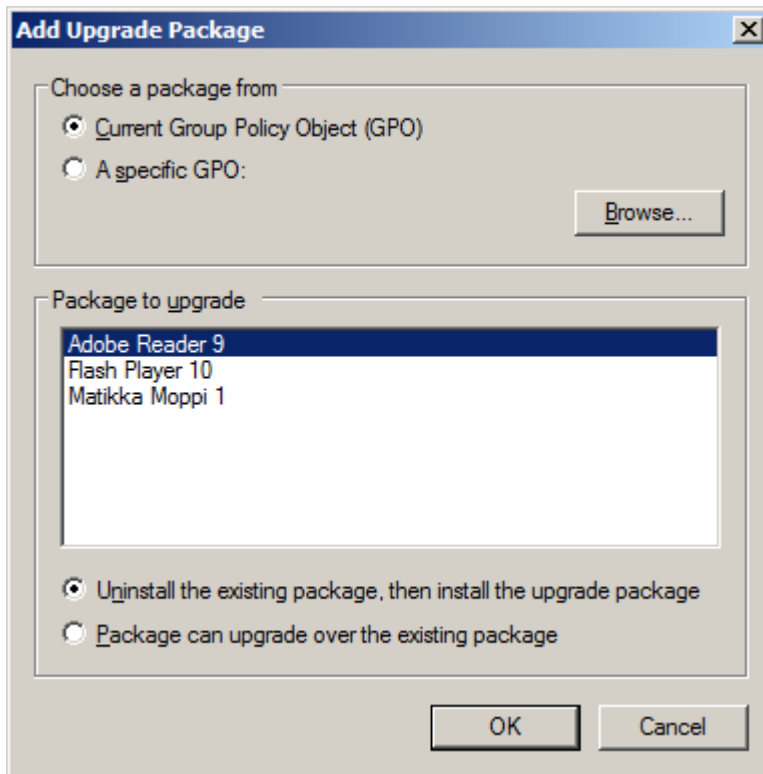 Add Upgrade Package
Choose a package from
Current Group Policy Object (GPO)
A specific GPO:
Browse...
Package to upgrade
Adobe Reader 9
Flash Player 10
Matikka Moppi 1
Uninstall the existing package, then install the upgrade package
Package can upgrade over the existing package
OK
Cancel